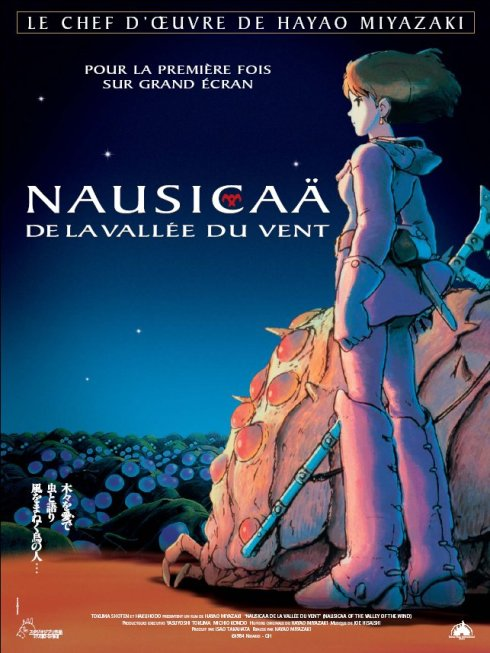 LE CHEF D'ŒUVRE DE HAYAO MIYAZAKI
POUR LA PREMIÈRE FOIS
SUR GRAND ÉCRAN
NAUSICAÄ
DE LA VALLÉE DU VENT
木々を愛で
虫と語り
風をまねく鳥の人…
TOKUMA SHOTEN ET HAKUHODO PRÉSENTENT UN FILM DE HAYAO MIYAZAKI "NAUSICAÄ DE LA VALLÉE DU VENT" (NAUSICAÄ OF THE VALLEY OF THE WIND)
PRODUCTEURS EXÉCUTIFS YASUYOSHI TOKUMA MICHIO KONDO HISTOIRE ORIGINALE DE HAYAO MIYAZAKI MUSIQUE DE JOE HISAISHI
PRODUIT PAR ISAO TAKAHATA RÉALISÉ PAR HAYAO MIYAZAKI
©1984 NIBARIKI - GH